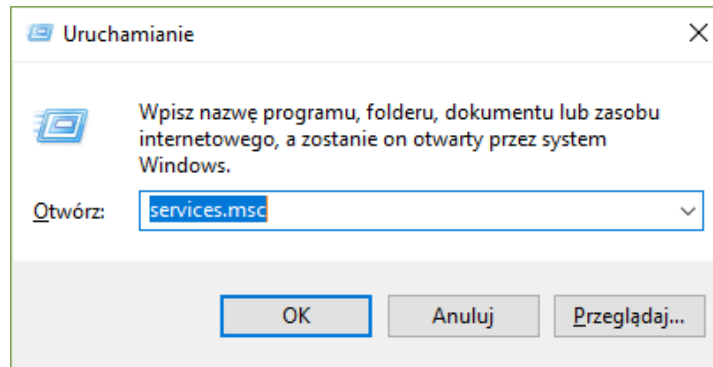 Uruchamianie
Wpisz nazwę programu, folderu, dokumentu lub zasobu
internetowego, a zostanie on otwarty przez system
Windows.
Otwórz: services.msc
OK Anuluj Przeglądaj...